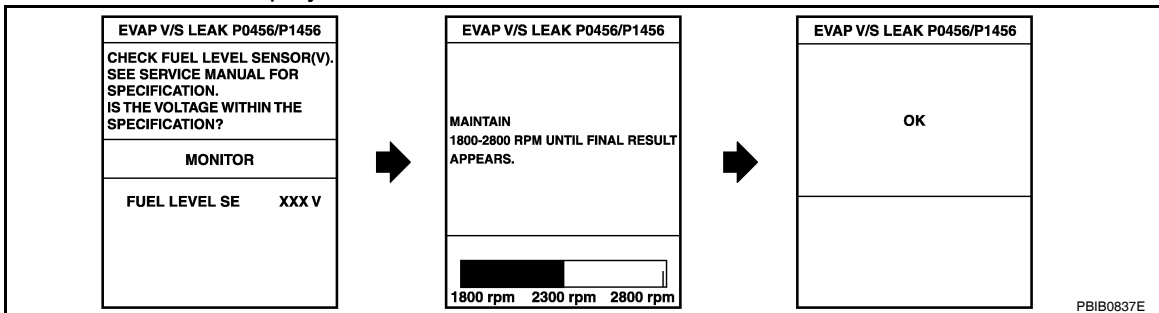 EVAP V/S LEAK P0456/P1456
CHECK FUEL LEVEL SENSOR(V).
SEE SERVICE MANUAL FOR
SPECIFICATION.
IS THE VOLTAGE WITHIN THE
SPECIFICATION?
MONITOR
FUEL LEVEL SE XXX V
EVAP V/S LEAK P0456/P1456
MAINTAIN
1800-2800 RPM UNTIL FINAL RESULT
APPEARS.
1800 rpm 2300 rpm 2800 rpm
EVAP V/S LEAK P0456/P1456
OK
PBIB0837E